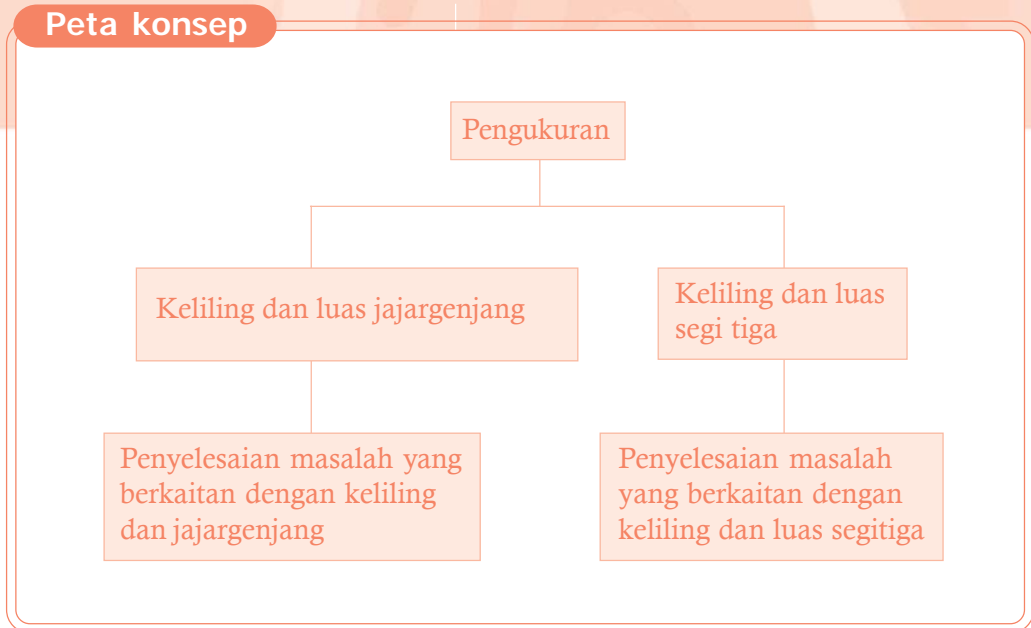 Peta konsep
Pengukuran
Keliling dan luas jajargenjang
Keliling dan luas
segi tiga
Penyelesaian masalah yang
berkaitan dengan keliling
dan jajargenjang
Penyelesaian masalah
yang berkaitan dengan
keliling dan luas segitiga